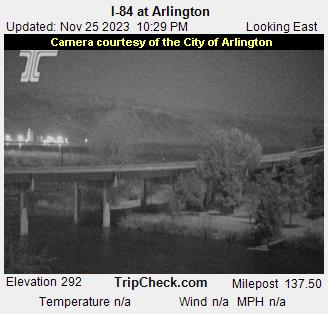 I-84 at Arlington
Updated: Nov 25 2023 10:29 PM Looking East
Camera courtesy of the City of Arlington
Elevation 292 TripCheck.com Milepost 137.50
Temperature n/a Wind n/a MPH n/a